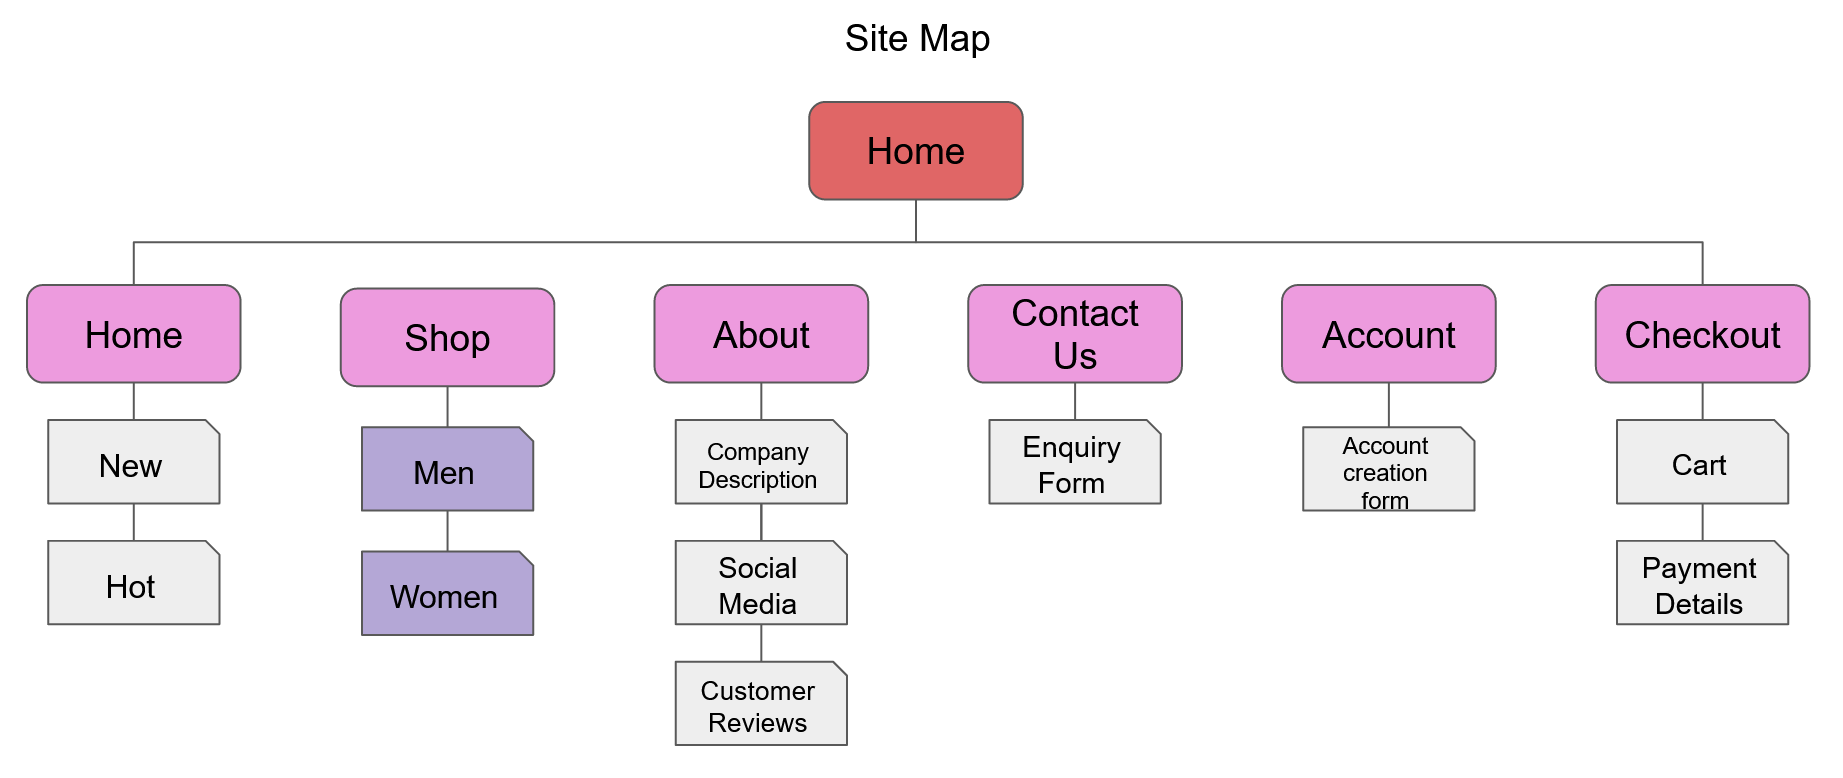 Site Map
Home
Home
Shop
About
Contact
Us
Account
Checkout
New
Hot
Men
Women
Company
Description
Social
Media
Customer
Reviews
Enquiry
Form
Account
creation
form
Cart
Payment
Details